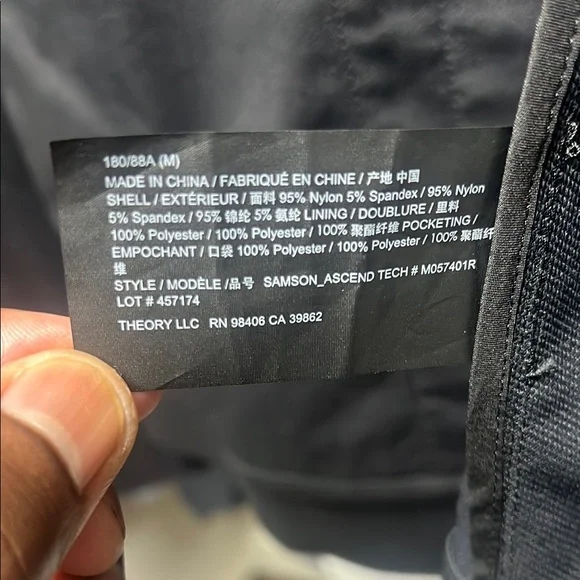 180/88A (M)
MADE IN CHINA / FABRIQUÉ EN CHINE / 产地 中国
SHELL / EXTÉRIEUR / 面料 95% Nylon 5% Spandex / 95% Nylon
5% Spandex / 95% 锦纶 5% 氨纶 LINING / DOUBLURE / 里料
100% Polyester / 100% Polyester / 100% 聚酯纤维 POCKETING /
EMPOCHANT / 口袋 100% Polyester / 100% Polyester / 100% 聚酯纤
维
STYLE / MODÈLE /品号 SAMSON_ASCEND TECH # M057401R
LOT # 457174
THEORY LLC RN 98406 CA 39862